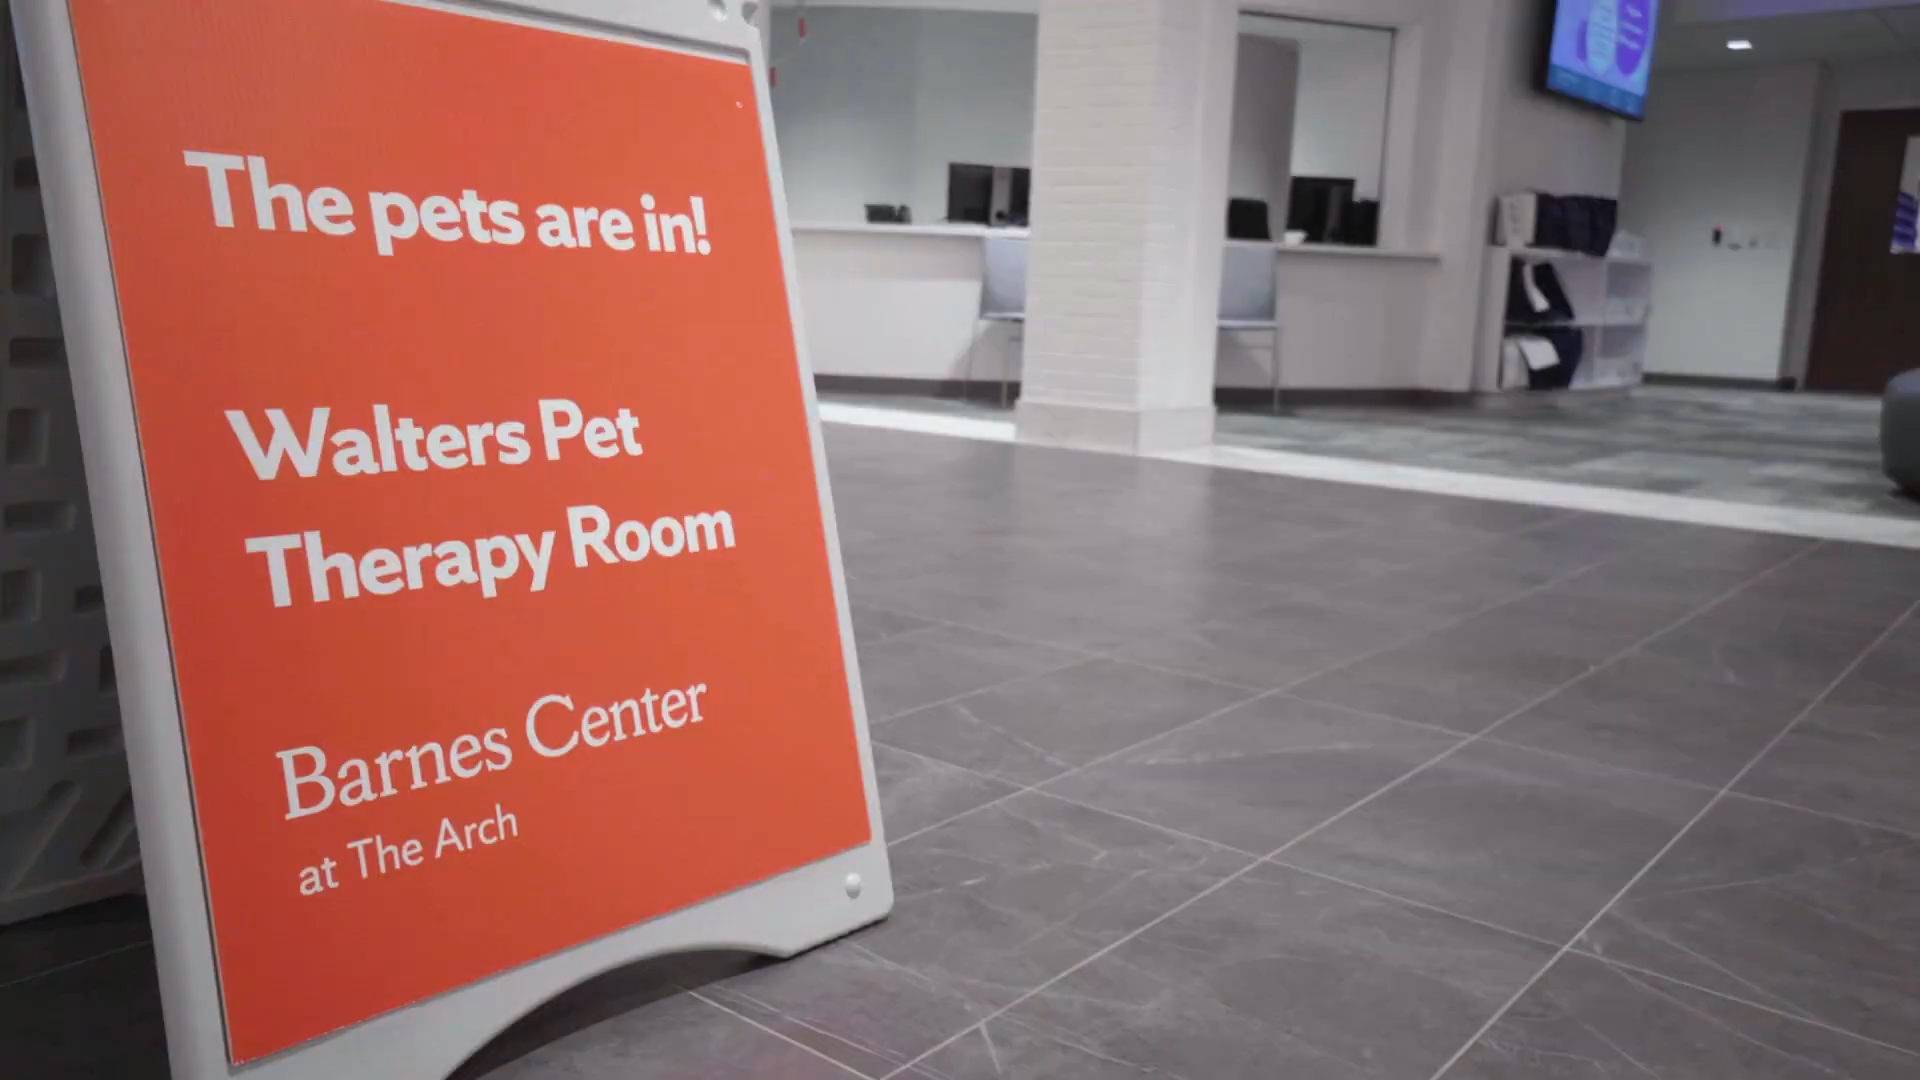 The pets are in!
Walters Pet
Therapy Room
Barnes Center
at The Arch